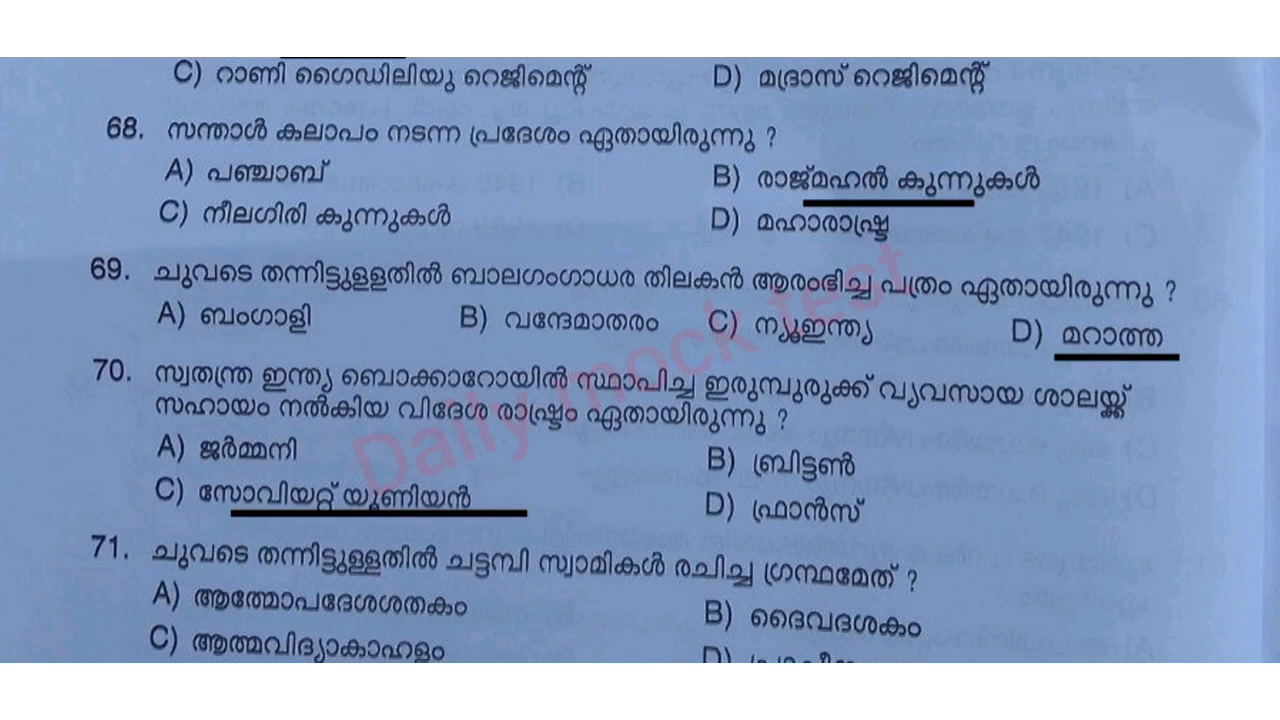 C) റാണി ഗൈഡിലിയു റെജിമെന്റ് D) മദ്രാസ് റെജിമെന്റ്
68. സന്താൾ കലാപം നടന്ന പ്രദേശം ഏതായിരുന്നു ?
A) പഞ്ചാബ് B) രാജ്മഹൽ കുന്നുകൾ
C) നീലഗിരി കുന്നുകൾ D) മഹാരാഷ്ട്ര
69. ചുവടെ തന്നിട്ടുള്ളതിൽ ബാലഗംഗാധര തിലകൻ ആരംഭിച്ച പത്രം ഏതായിരുന്നു ?
A) ബംഗാളി B) വന്ദേമാതരം C) ന്യൂഇന്ത്യ D) മറാത്ത
70. സ്വതന്ത്ര ഇന്ത്യ ബൊക്കാറോയിൽ സ്ഥാപിച്ച ഇരുമ്പുരുക്ക് വ്യവസായ ശാലയ്ക്ക്
സഹായം നൽകിയ വിദേശ രാഷ്ട്രം ഏതായിരുന്നു ?
A) ജർമ്മനി B) ബ്രിട്ടൺ
C) സോവിയറ്റ് യൂണിയൻ D) ഫ്രാൻസ്
71. ചുവടെ തന്നിട്ടുള്ളതിൽ ചട്ടമ്പി സ്വാമികൾ രചിച്ച ഗ്രന്ഥമേത് ?
A) ആത്മോപദേശശതകം B) ദൈവദശകം
C) ആത്മവിദ്യാകാഹളം D)
Daily mock test